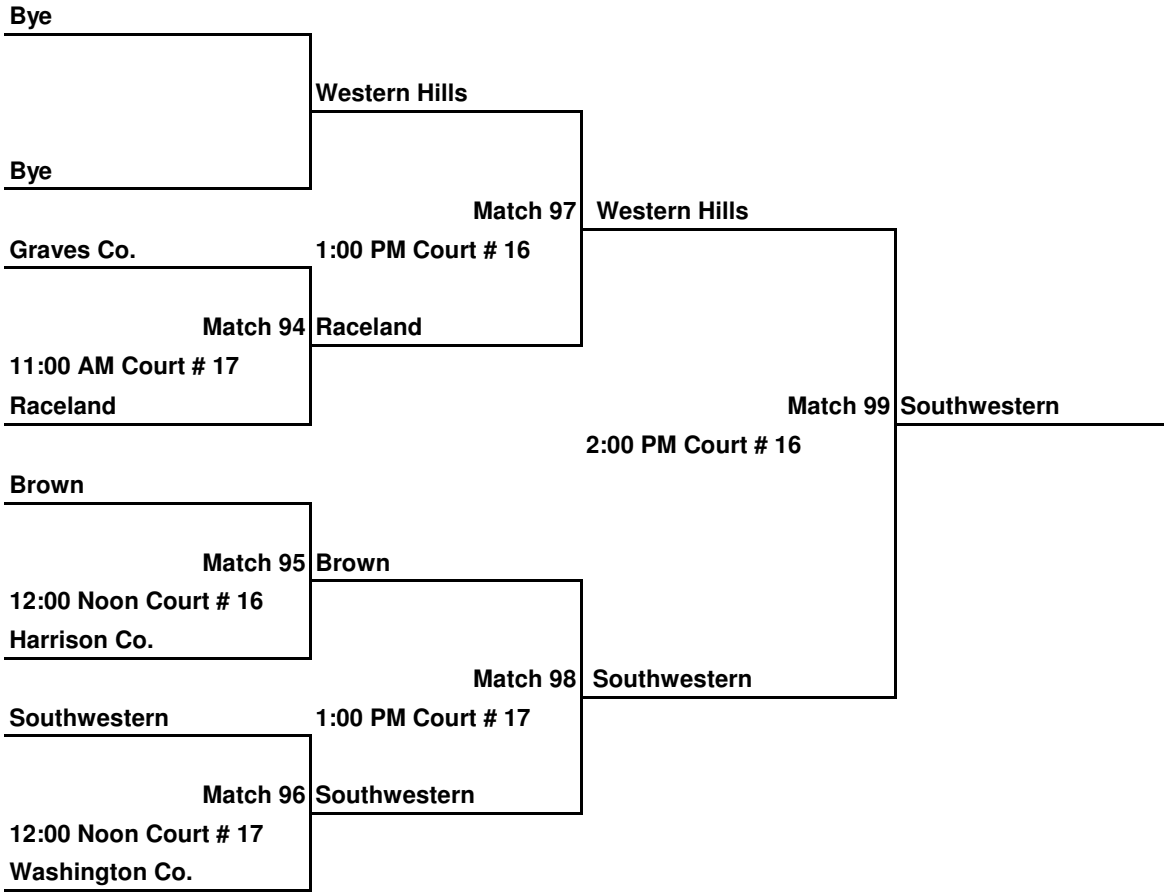 Bye
Western Hills
Bye
Match 97 Western Hills
Graves Co. 1:00 PM Court # 16
Match 94 Raceland
11:00 AM Court # 17
Raceland Match 99 Southwestern
2:00 PM Court # 16
Brown
Match 95 Brown
12:00 Noon Court # 16
Harrison Co.
Match 98 Southwestern
Southwestern 1:00 PM Court # 17
Match 96 Southwestern
12:00 Noon Court # 17
Washington Co.